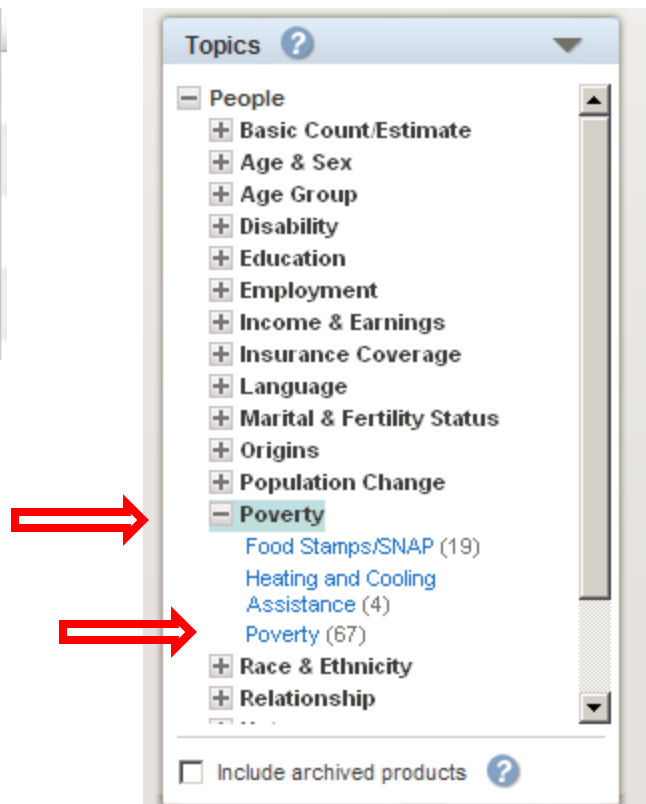 Topics ?
People
Basic Count/Estimate
Age & Sex
Age Group
Disability
Education
Employment
Income & Earnings
Insurance Coverage
Language
Marital & Fertility Status
Origins
Population Change
Poverty
Food Stamps/SNAP (19)
Heating and Cooling
Assistance (4)
Poverty (67)
Race & Ethnicity
Relationship
Include archived products ?